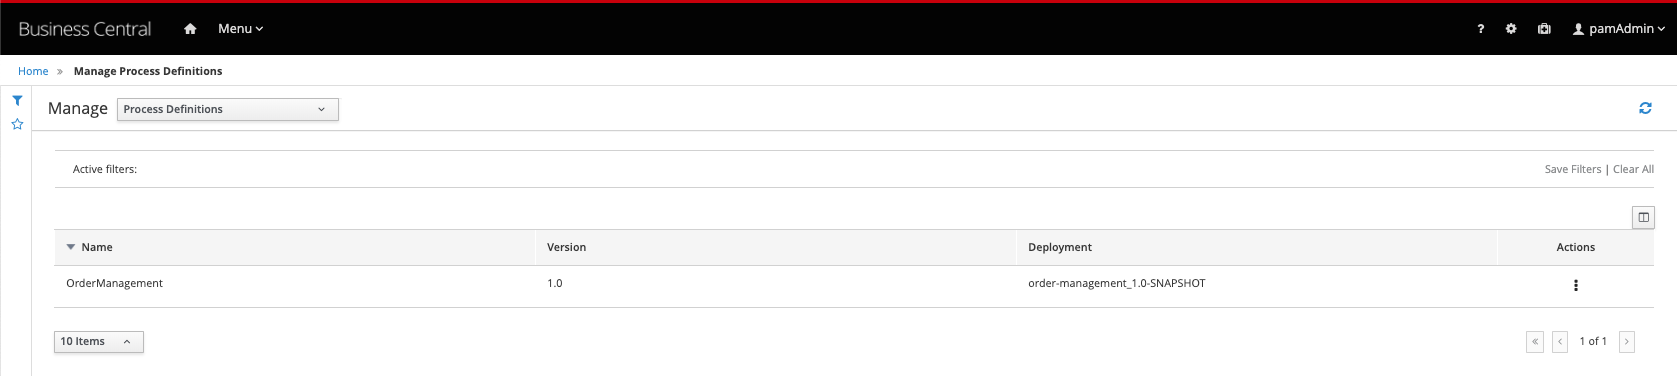 Business Central Menu ? pamAdmin
Home » Manage Process Definitions
Manage Process Definitions
Active filters: Save Filters | Clear All
Name Version Deployment Actions
OrderManagement 1.0 order-management_1.0-SNAPSHOT
10 Items « ‹ 1 of 1 ›